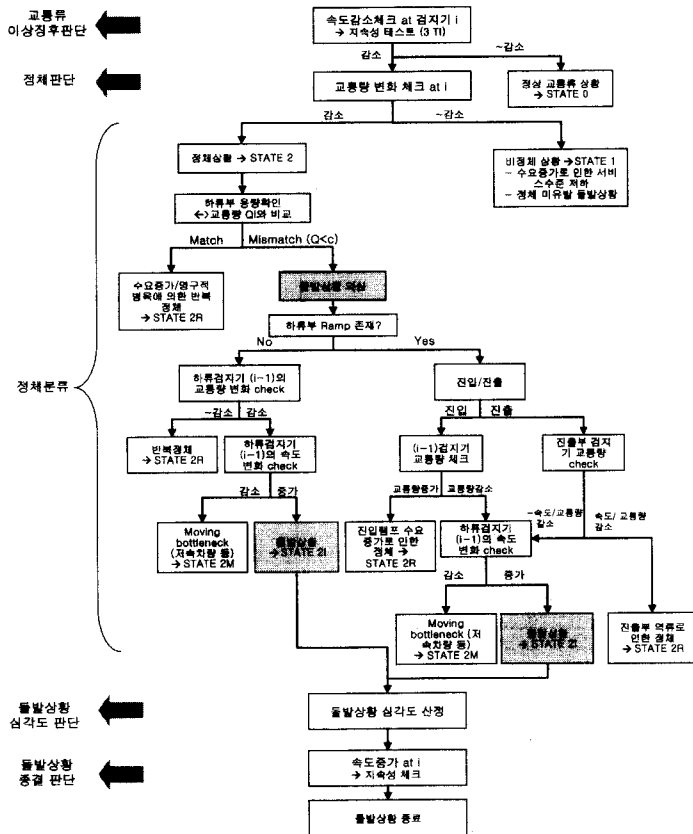 교통류
이상징후판단
속도감소체크 at 검지기 i
→ 지속성 테스트 (3 TI)
감소
~감소
정체판단
교통량 변화 체크 at i
정상 교통류 상황
→ STATE 0
감소
~감소
정체상황 → STATE 2
비정체 상황 → STATE 1
- 수요증가로 인한 서비
스수준 저하
- 정체 미유발 돌발상황
하류부 용량확인
<->교통량 Qi와 비교
Match
Mismatch (Q<c)
수요증가/영구적
병목에 의한 반복
정체
→ STATE 2R
돌발상황 의심
하류부 Ramp 존재?
No
Yes
정체분류
하류검지기 (i-1)의
교통량 변화 check
진입/진출
~감소
감소
진입
진출
반복정체
→ STATE 2R
하류검지기
(i-1)의 속도
변화 check
(i-1)검지기
교통량 체크
진출부 검지
기 교통량
check
감소
증가
교통량증가
교통량감소
~속도/교통량
감소
속도/교통량
감소
Moving
bottleneck
(저속차량 등)
→ STATE 2M
돌발상황
→ STATE 2I
진입램프 수요
증가로 인한
정체 →
STATE 2R
하류검지기
(i-1)의 속도
변화 check
감소
증가
Moving
bottleneck (저
속차량 등)
→ STATE 2M
돌발상황
→ STATE 2I
진출부 역류로
인한 정체
→ STATE 2R
돌발상황
심각도 판단
돌발상황 심각도 산정
돌발상황
종결 판단
속도증가 at i
→ 지속성 체크
돌발상황 종료